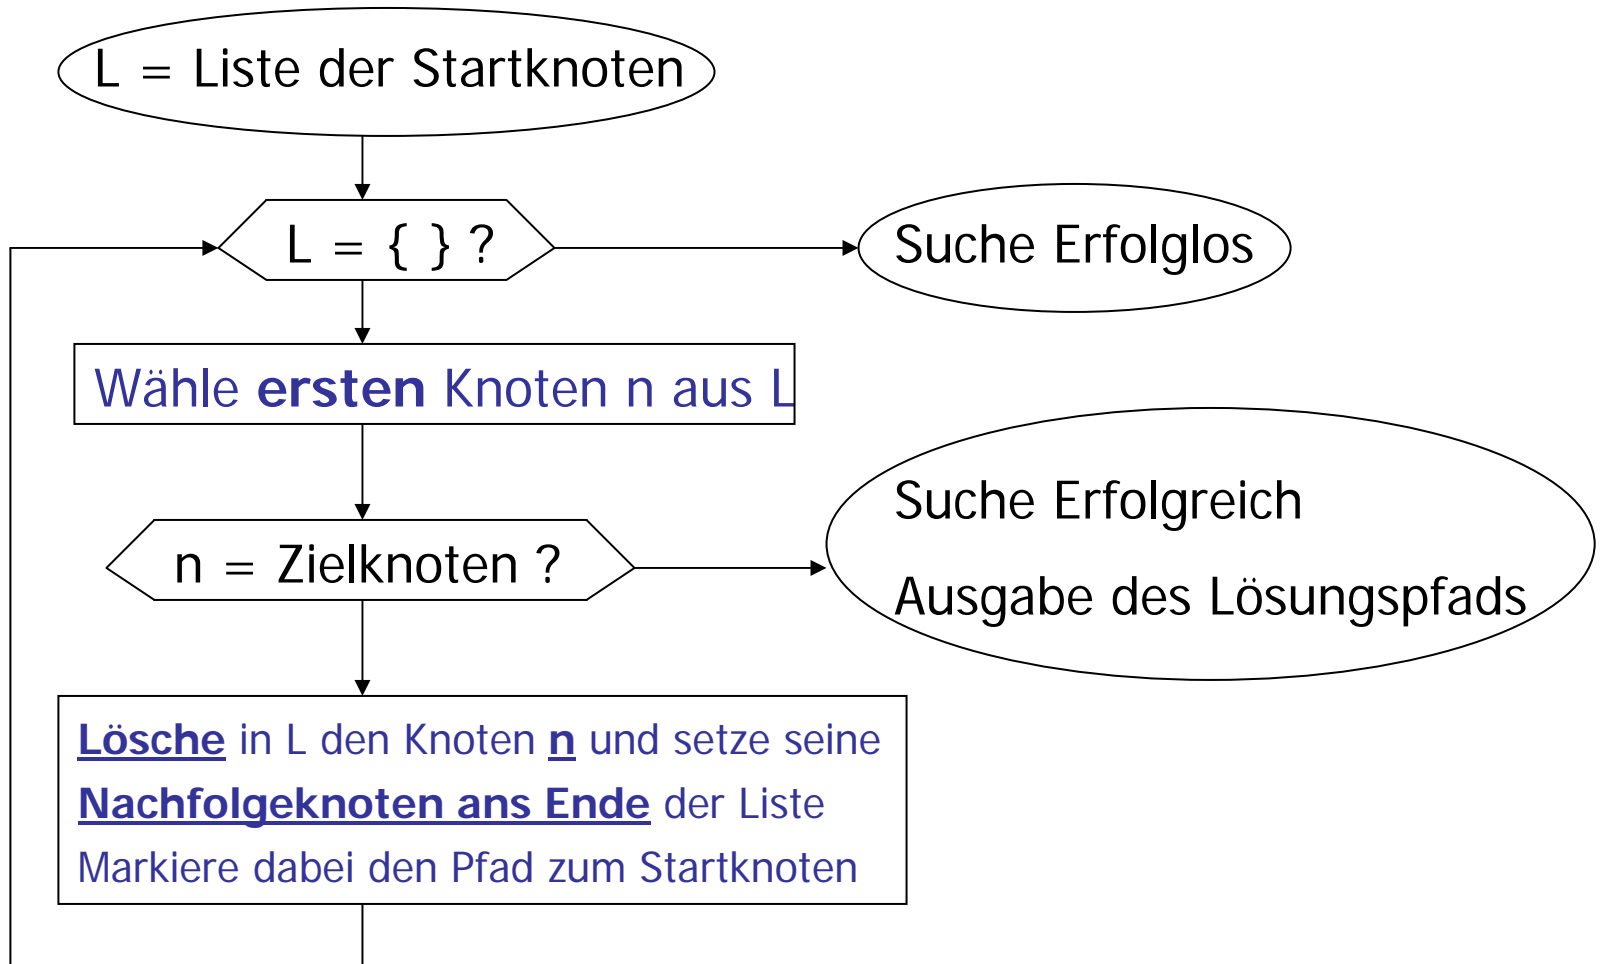 L = Liste der Startknoten
L = { } ?
Suche Erfolglos
Wähle ersten Knoten n aus L
n = Zielknoten ?
Suche Erfolgreich
Ausgabe des Lösungspfads
Lösche in L den Knoten n und setze seine
Nachfolgeknoten ans Ende der Liste
Markiere dabei den Pfad zum Startknoten